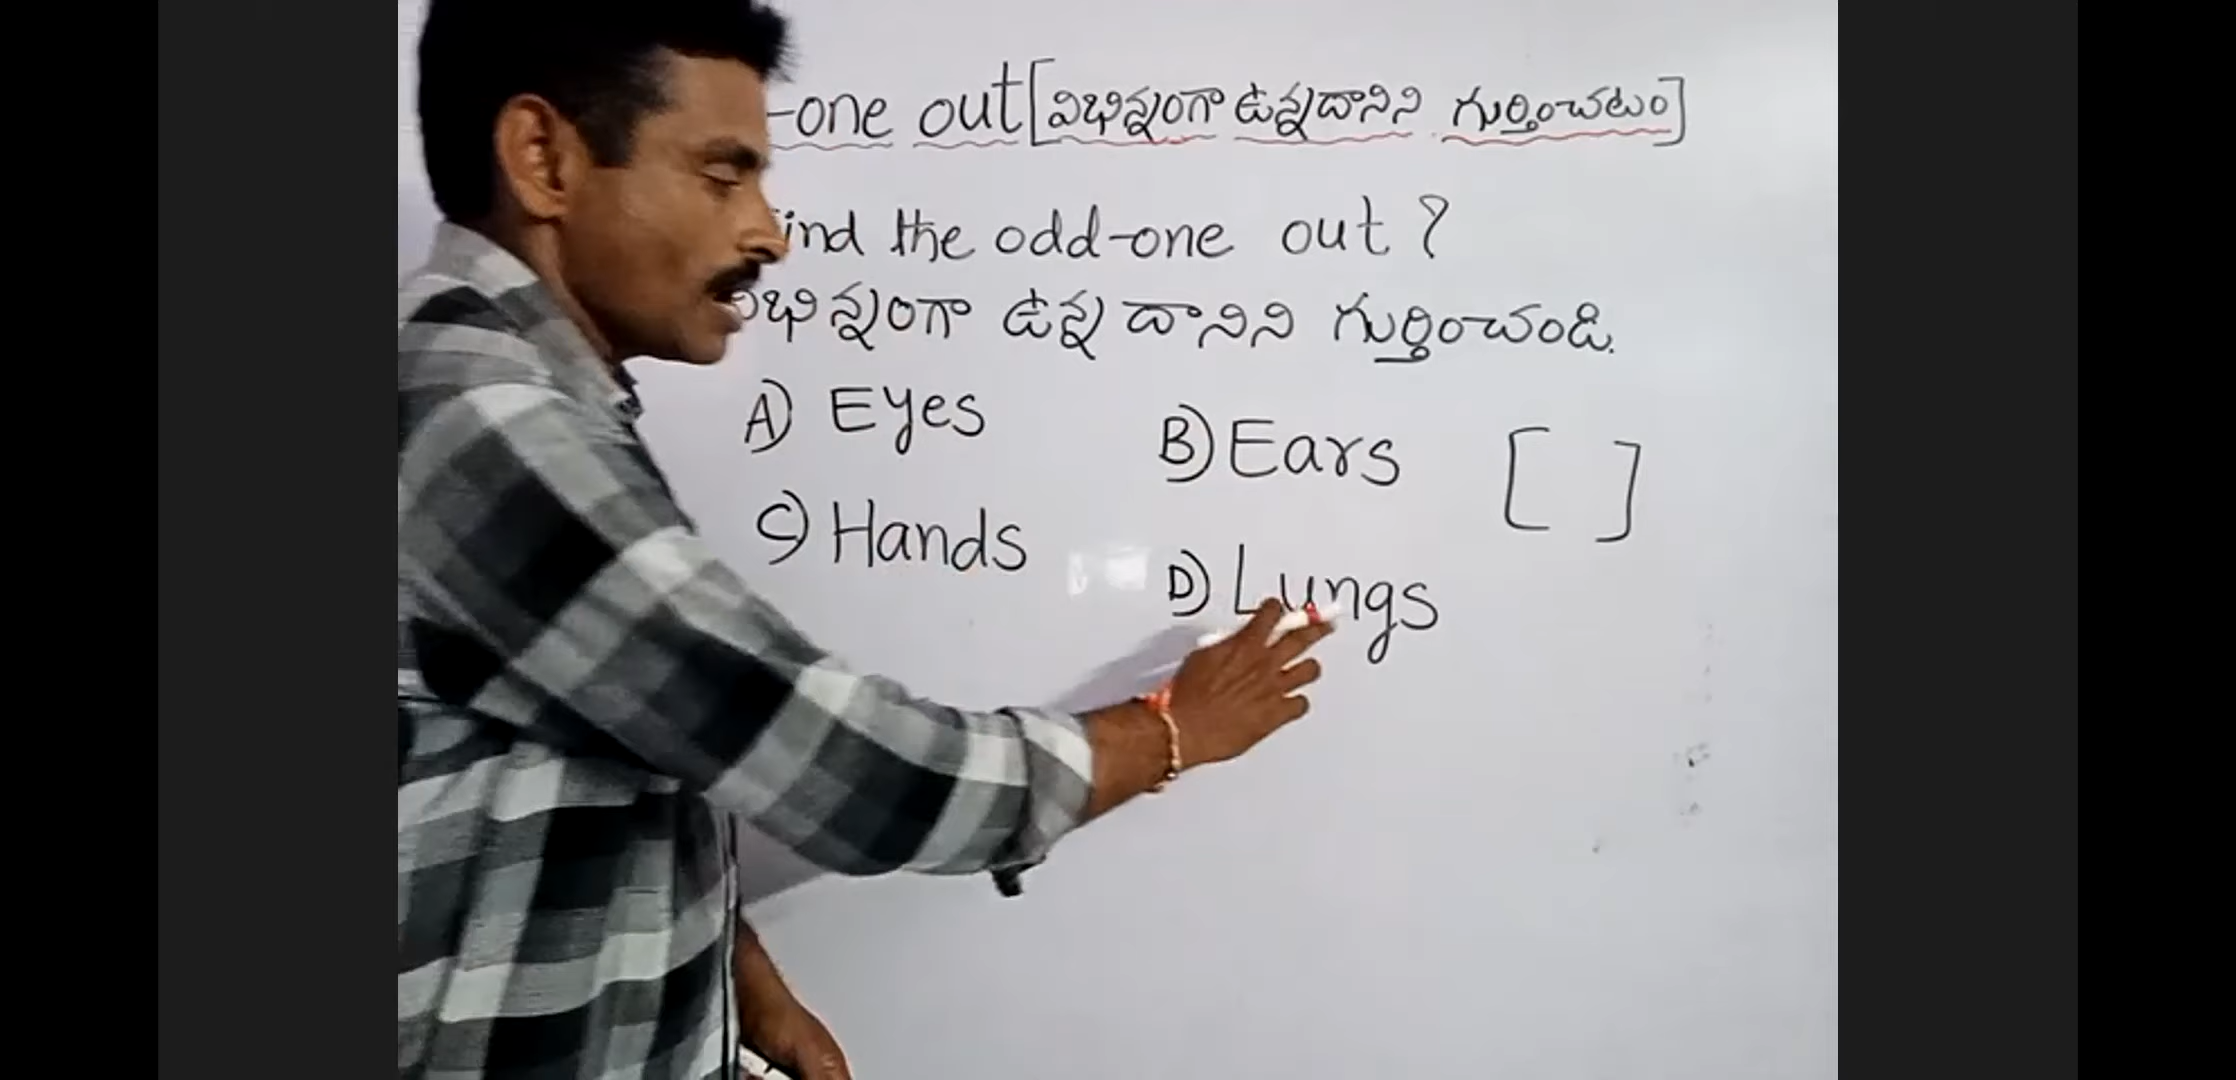 -one out [విభిన్నంగా ఉన్నదానిని గుర్తించటం]
ind the odd-one out?
భిన్నంగా ఉన్న దానిని గుర్తించండి.
A) Eyes B) Ears [ ]
C) Hands D) Lungs